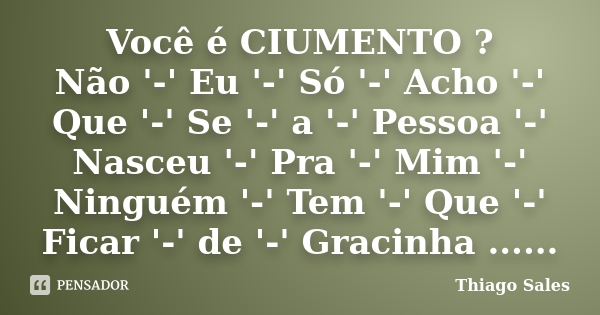 Você é CIUMENTO ?
Não '-' Eu '-' Só '-' Acho '-'
Que '-' Se '-' a '-' Pessoa '-'
Nasceu '-' Pra '-' Mim '-'
Ninguém '-' Tem '-' Que '-'
Ficar '-' de '-' Gracinha ......
PENSADOR
Thiago Sales